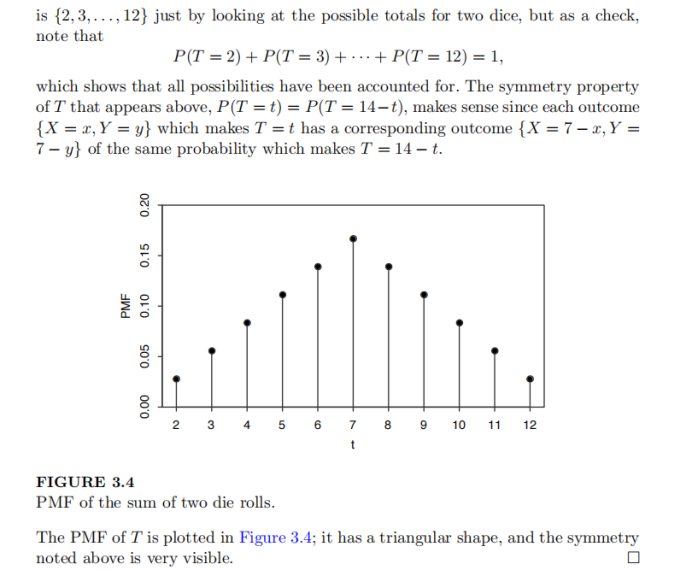 is {2, 3, . . . , 12} just by looking at the possible totals for two dice, but as a check,
note that
P(T = 2) + P(T = 3) + · · · + P(T = 12) = 1,
which shows that all possibilities have been accounted for. The symmetry property
of T that appears above, P(T = t) = P(T = 14−t), makes sense since each outcome
{X = x, Y = y} which makes T = t has a corresponding outcome {X = 7 − x, Y =
7 − y} of the same probability which makes T = 14 − t.
0.20
0.15
0.10
0.05
0.00
PMF
2 3 4 5 6 7 8 9 10 11 12
t
FIGURE 3.4
PMF of the sum of two die rolls.
The PMF of T is plotted in Figure 3.4; it has a triangular shape, and the symmetry
noted above is very visible. □